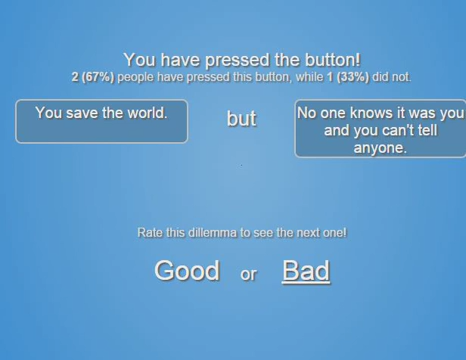 You have pressed the button!
2 (67%) people have pressed this button, while 1 (33%) did not.
You save the world.
but
No one knows it was you
and you can't tell
anyone.
Rate this dillemma to see the next one!
Good or Bad